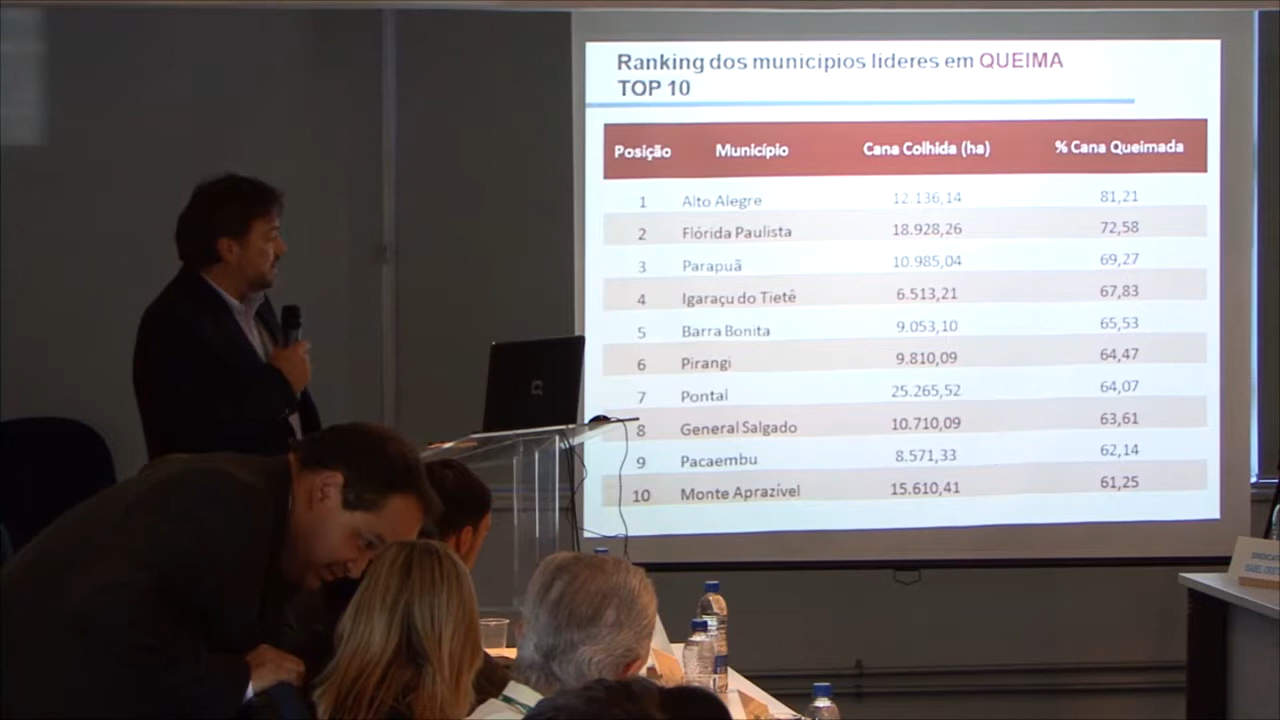 Ranking dos municipios lideres em QUEIMA
TOP 10
Posição Município Cana Colhida (ha) % Cana Queimada
1 Alto Alegre 12.136,14 81,21
2 Flórida Paulista 18.928,26 72,58
3 Parapuã 10.985,04 69,27
4 Igaraçu do Tietê 6.513,21 67,83
5 Barra Bonita 9.053,10 65,53
6 Pirangi 9.810,09 64,47
7 Pontal 25.265,52 64,07
8 General Salgado 10.710,09 63,61
9 Pacaembu 8.571,33 62,14
10 Monte Aprazível 15.610,41 61,25